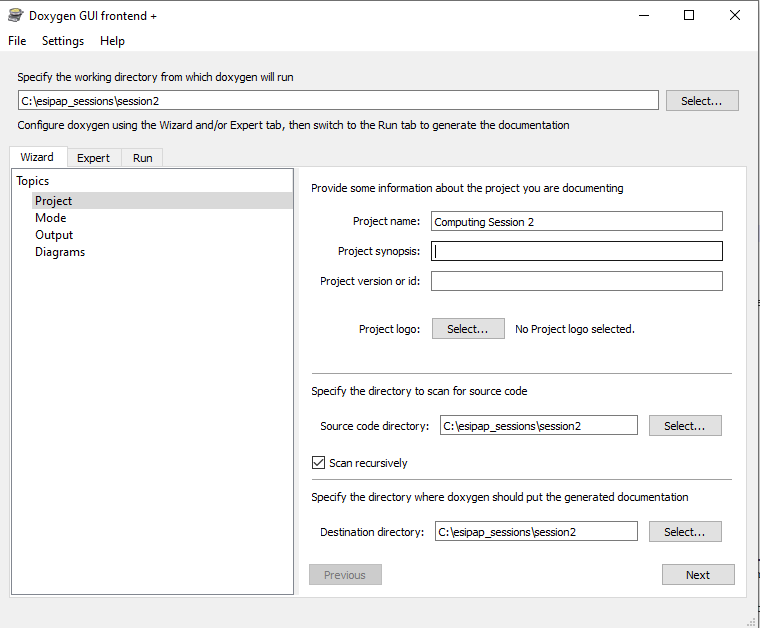 Doxygen GUI frontend +
File Settings Help
Specify the working directory from which doxygen will run
C:\esipap_sessions\session2 Select...
Configure doxygen using the Wizard and/or Expert tab, then switch to the Run tab to generate the documentation
Wizard Expert Run
Topics
Project
Mode
Output
Diagrams
Provide some information about the project you are documenting
Project name: Computing Session 2
Project synopsis:
Project version or id:
Project logo: Select... No Project logo selected.
Specify the directory to scan for source code
Source code directory: C:\esipap_sessions\session2 Select...
Scan recursively
Specify the directory where doxygen should put the generated documentation
Destination directory: C:\esipap_sessions\session2 Select...
Previous Next